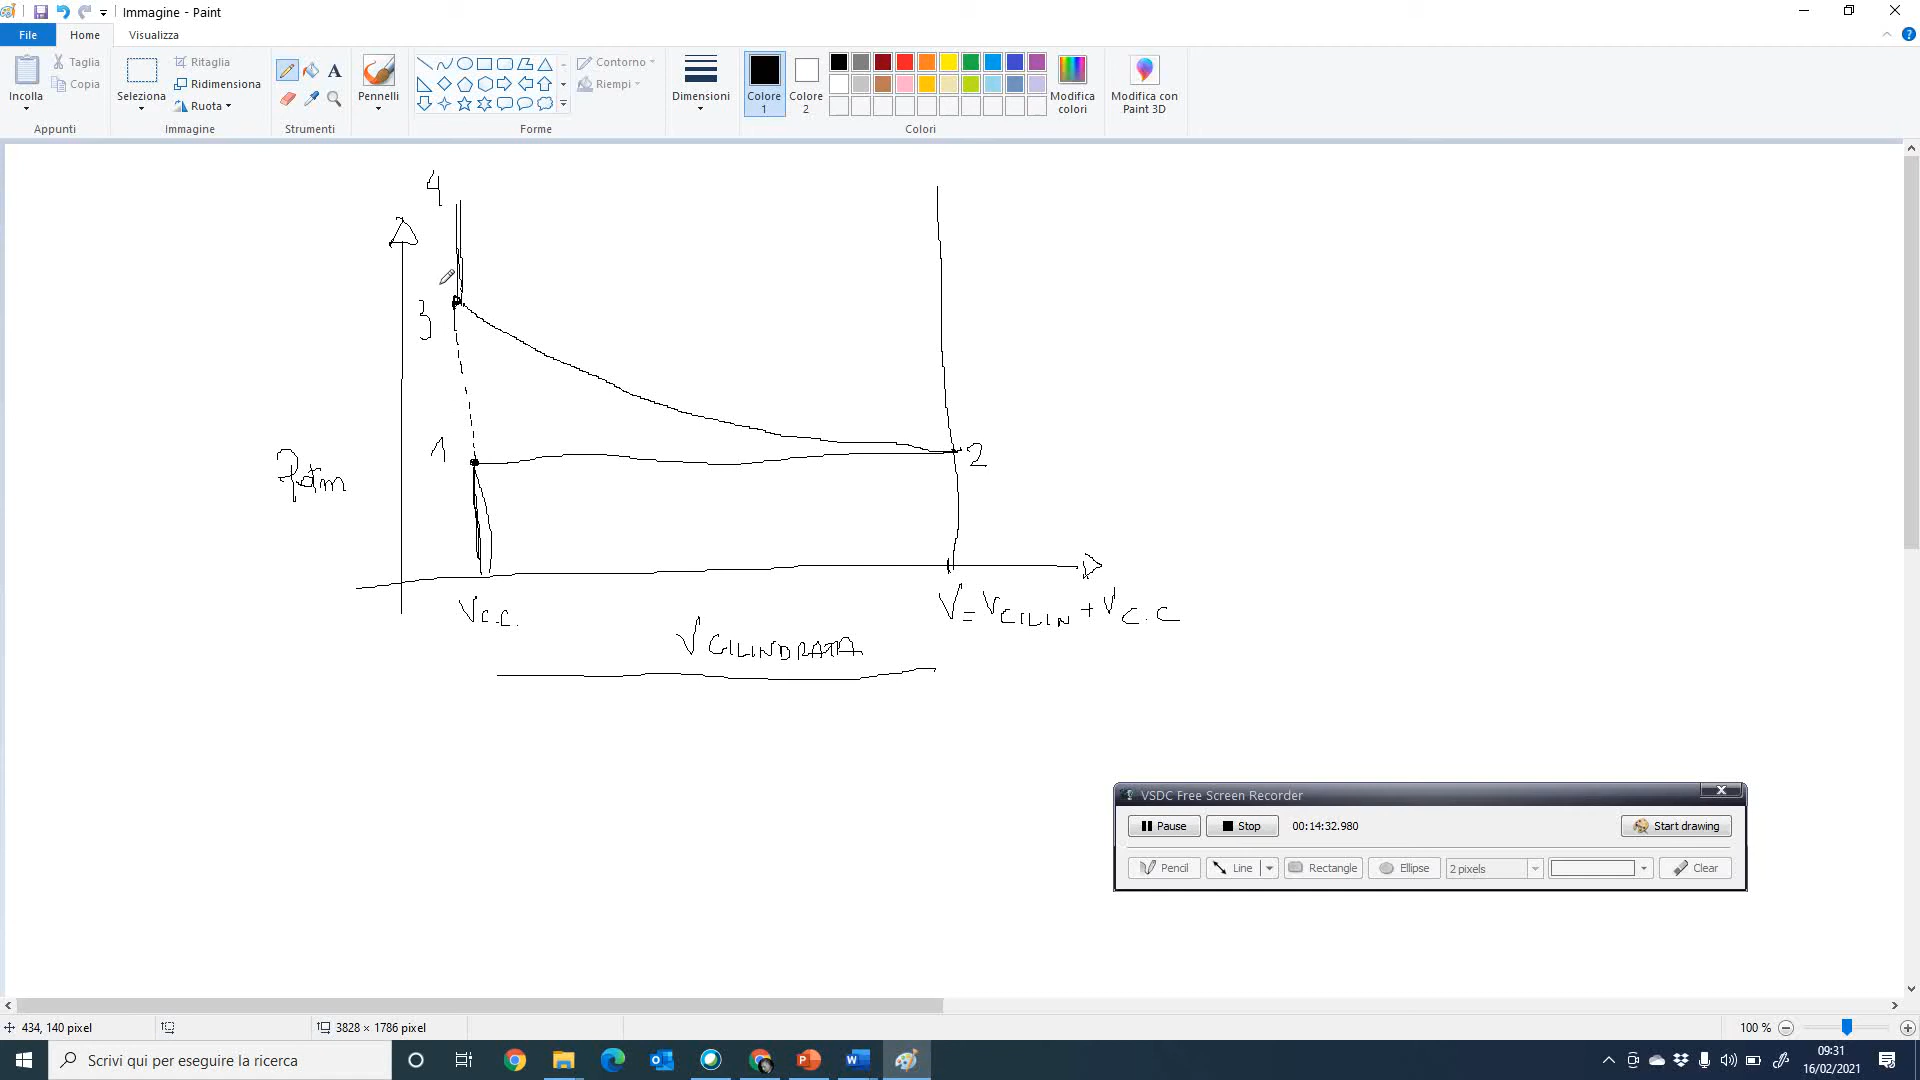 Immagine - Paint
File Home Visualizza
Incolla
Taglia
Copia
Appunti
Seleziona
Ritaglia
Ridimensiona
Ruota
Immagine
Strumenti
Pennelli
Forme
Contorno
Riempi
Dimensioni
Colore 1
Colore 2
Colori
Modifica colori
Modifica con Paint 3D
4
3
1
2
Patm
VC.C.
V=VCILIN+VC.C
VCILINDRATA
VSDC Free Screen Recorder
Pause Stop 00:14:32.980 Start drawing
Pencil Line Rectangle Ellipse 2 pixels Clear
434, 140 pixel 3828 × 1786 pixel 100 %
Scrivi qui per eseguire la ricerca
09:31
16/02/2021